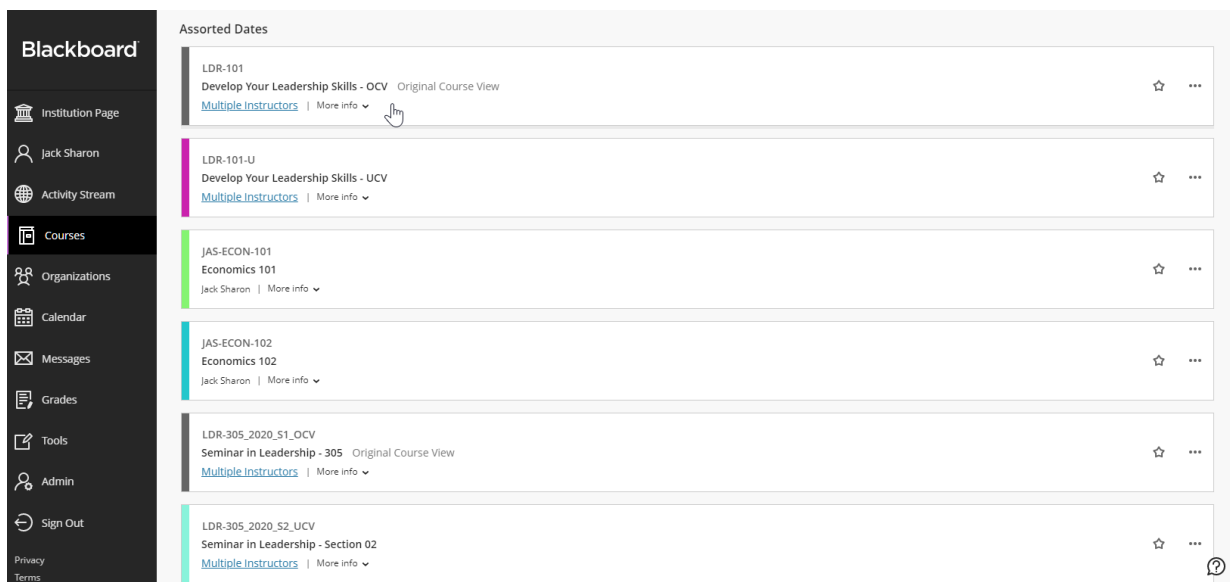 Blackboard
Institution Page
Jack Sharon
Activity Stream
Courses
Organizations
Calendar
Messages
Grades
Tools
Admin
Sign Out
Privacy
Terms
Assorted Dates
LDR-101
Develop Your Leadership Skills - OCV Original Course View
Multiple Instructors | More info
LDR-101-U
Develop Your Leadership Skills - UCV
Multiple Instructors | More info
JAS-ECON-101
Economics 101
Jack Sharon | More info
JAS-ECON-102
Economics 102
Jack Sharon | More info
LDR-305_2020_S1_OCV
Seminar in Leadership - 305 Original Course View
Multiple Instructors | More info
LDR-305_2020_S2_UCV
Seminar in Leadership - Section 02
Multiple Instructors | More info